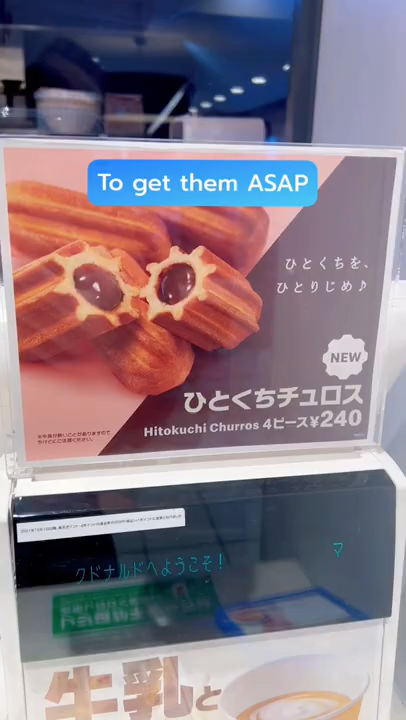 To get them ASAP
ひとくちを、
ひとりじめ♪
NEW
ひとくちチュロス
Hitokuchi Churros 4ピース¥240
クドナルドへようこそ!
マ
牛乳と